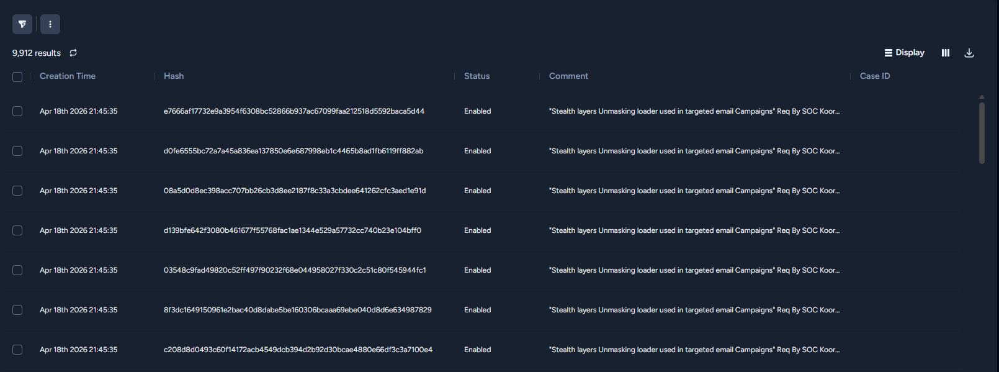 9,912 results
Display
Creation Time Hash Status Comment Case ID
Apr 18th 2026 21:45:35 e7666af17732e9a3954f6308bc52866b937ac67099faa212518d5592baca5d44 Enabled "Stealth layers Unmasking loader used in targeted email Campaigns" Req By SOC Koor...
Apr 18th 2026 21:45:35 d0fe6555bc72a7a45a836ea137850e6e687998eb1c4465b8ad1fb6119ff882ab Enabled "Stealth layers Unmasking loader used in targeted email Campaigns" Req By SOC Koor...
Apr 18th 2026 21:45:35 08a5d0d8ec398acc707bb26cb3d8ee2187f8c33a3cbdee641262cfc3aed1e91d Enabled "Stealth layers Unmasking loader used in targeted email Campaigns" Req By SOC Koor...
Apr 18th 2026 21:45:35 d139bfe642f3080b461677f55768fac1ae1344e529a57732cc740b23e104bff0 Enabled "Stealth layers Unmasking loader used in targeted email Campaigns" Req By SOC Koor...
Apr 18th 2026 21:45:35 03548c9fad49820c52ff497f90232f68e044958027f330c2c51c80f545944fc1 Enabled "Stealth layers Unmasking loader used in targeted email Campaigns" Req By SOC Koor...
Apr 18th 2026 21:45:35 8f3dc1649150961e2bac40d8dabe5be160306bcaaa69ebe040d8d6e634987829 Enabled "Stealth layers Unmasking loader used in targeted email Campaigns" Req By SOC Koor...
Apr 18th 2026 21:45:35 c208d8d0493c60f14172acb4549dcb394d2b92d30bcae4880e66df3c3a7100e4 Enabled "Stealth layers Unmasking loader used in targeted email Campaigns" Req By SOC Koor...